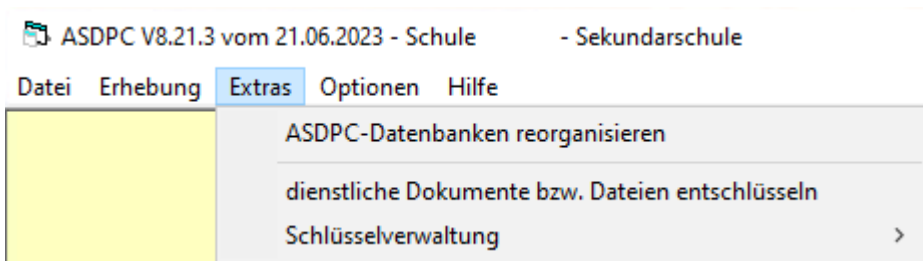 ASDPC V8.21.3 vom 21.06.2023 - Schule - Sekundarschule
Datei Erhebung Extras Optionen Hilfe
ASDPC-Datenbanken reorganisieren
dienstliche Dokumente bzw. Dateien entschlüsseln
Schlüsselverwaltung